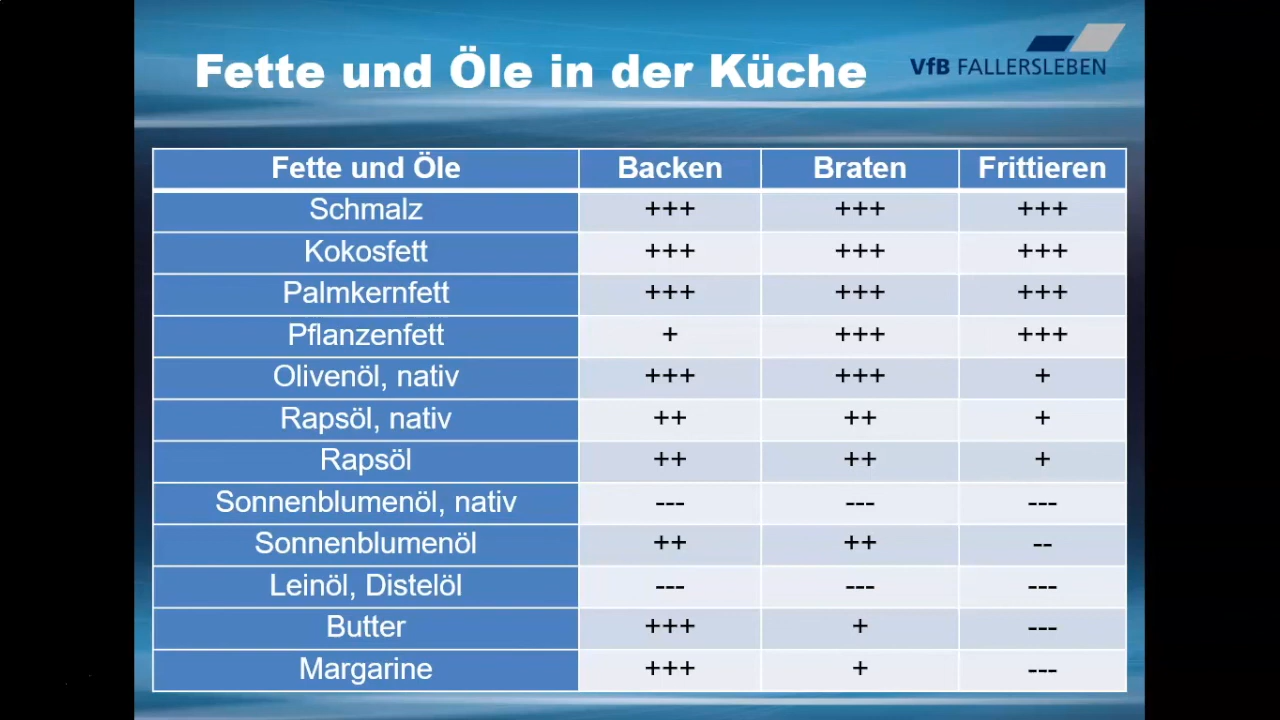 Fette und Öle in der Küche
VfB FALLERSLEBEN
Fette und Öle Backen Braten Frittieren
Schmalz +++ +++ +++
Kokosfett +++ +++ +++
Palmkernfett +++ +++ +++
Pflanzenfett + +++ +++
Olivenöl, nativ +++ +++ +
Rapsöl, nativ ++ ++ +
Rapsöl ++ ++ +
Sonnenblumenöl, nativ --- --- ---
Sonnenblumenöl ++ ++ --
Leinöl, Distelöl --- --- ---
Butter +++ + ---
Margarine +++ + ---